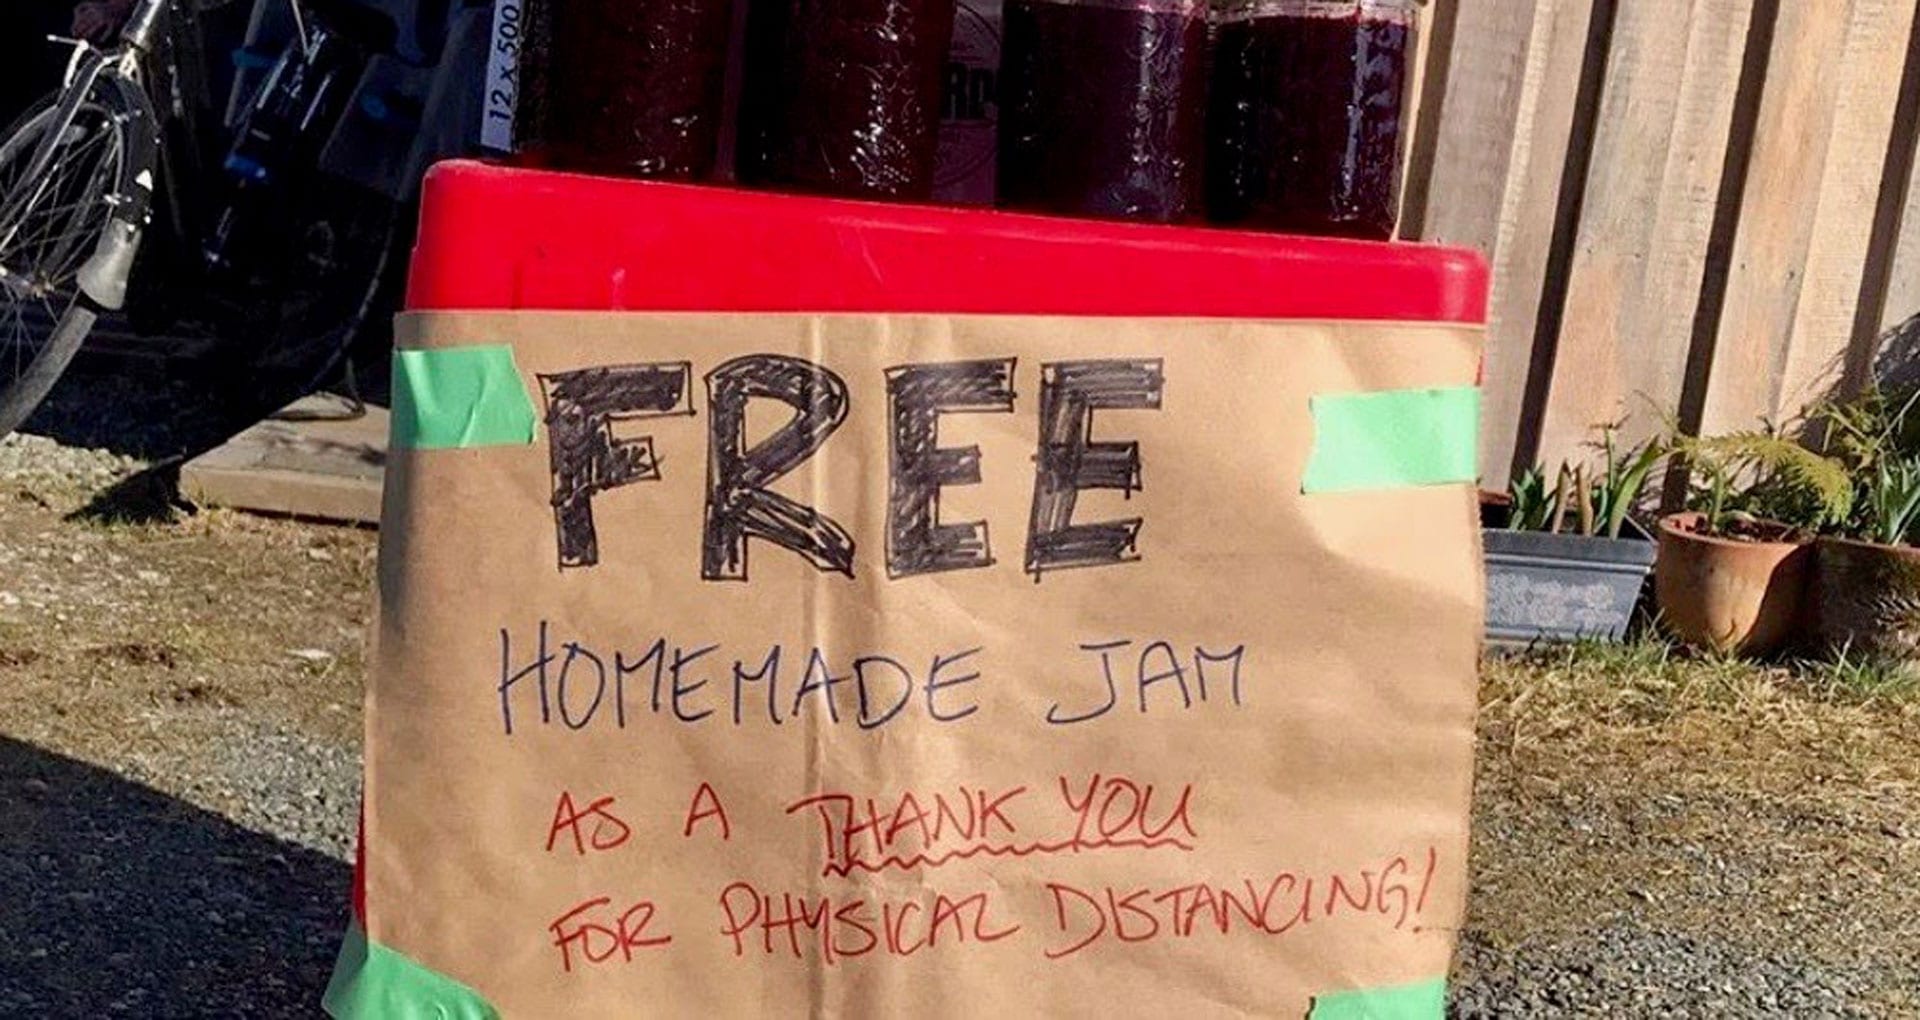 12 x 500
FREE
HOMEMADE JAM
AS A THANK YOU
FOR PHYSICAL DISTANCING!